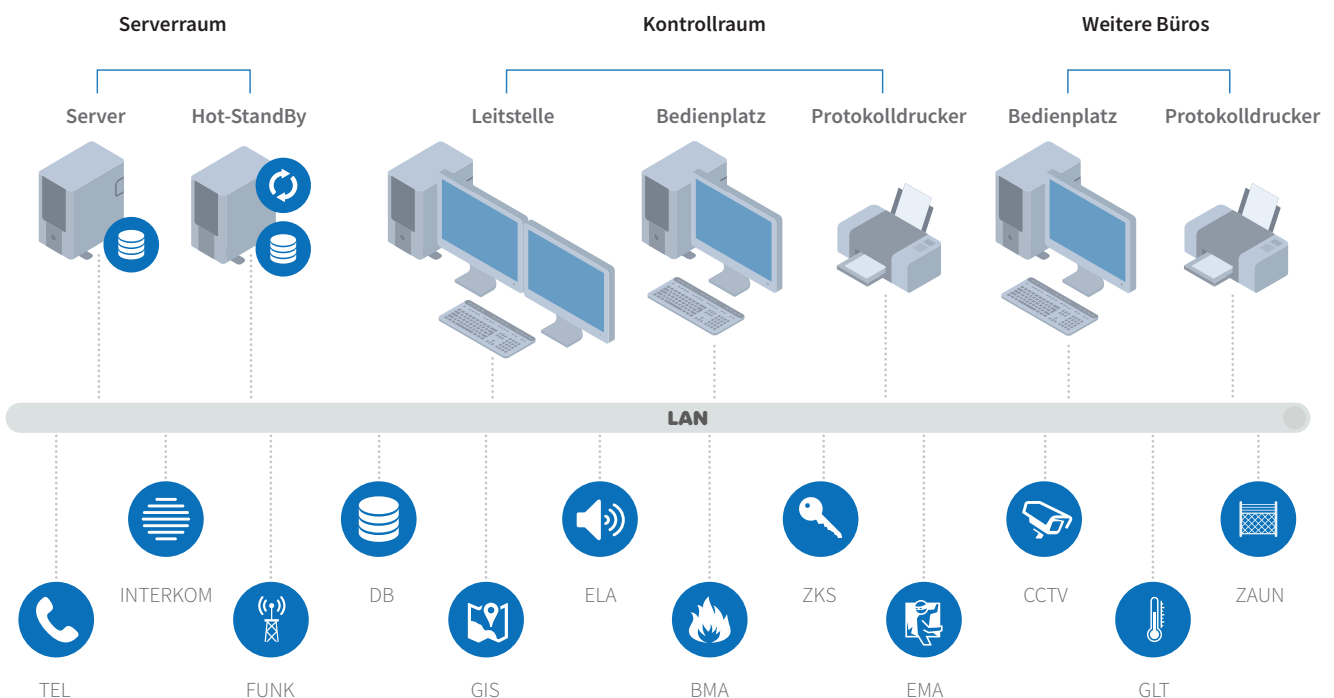 Serverraum
Kontrollraum
Weitere Büros
Server
Hot-StandBy
Leitstelle
Bedienplatz
Protokolldrucker
Bedienplatz
Protokolldrucker
LAN
INTERKOM
DB
ELA
ZKS
CCTV
ZAUN
TEL
FUNK
GIS
BMA
EMA
GLT